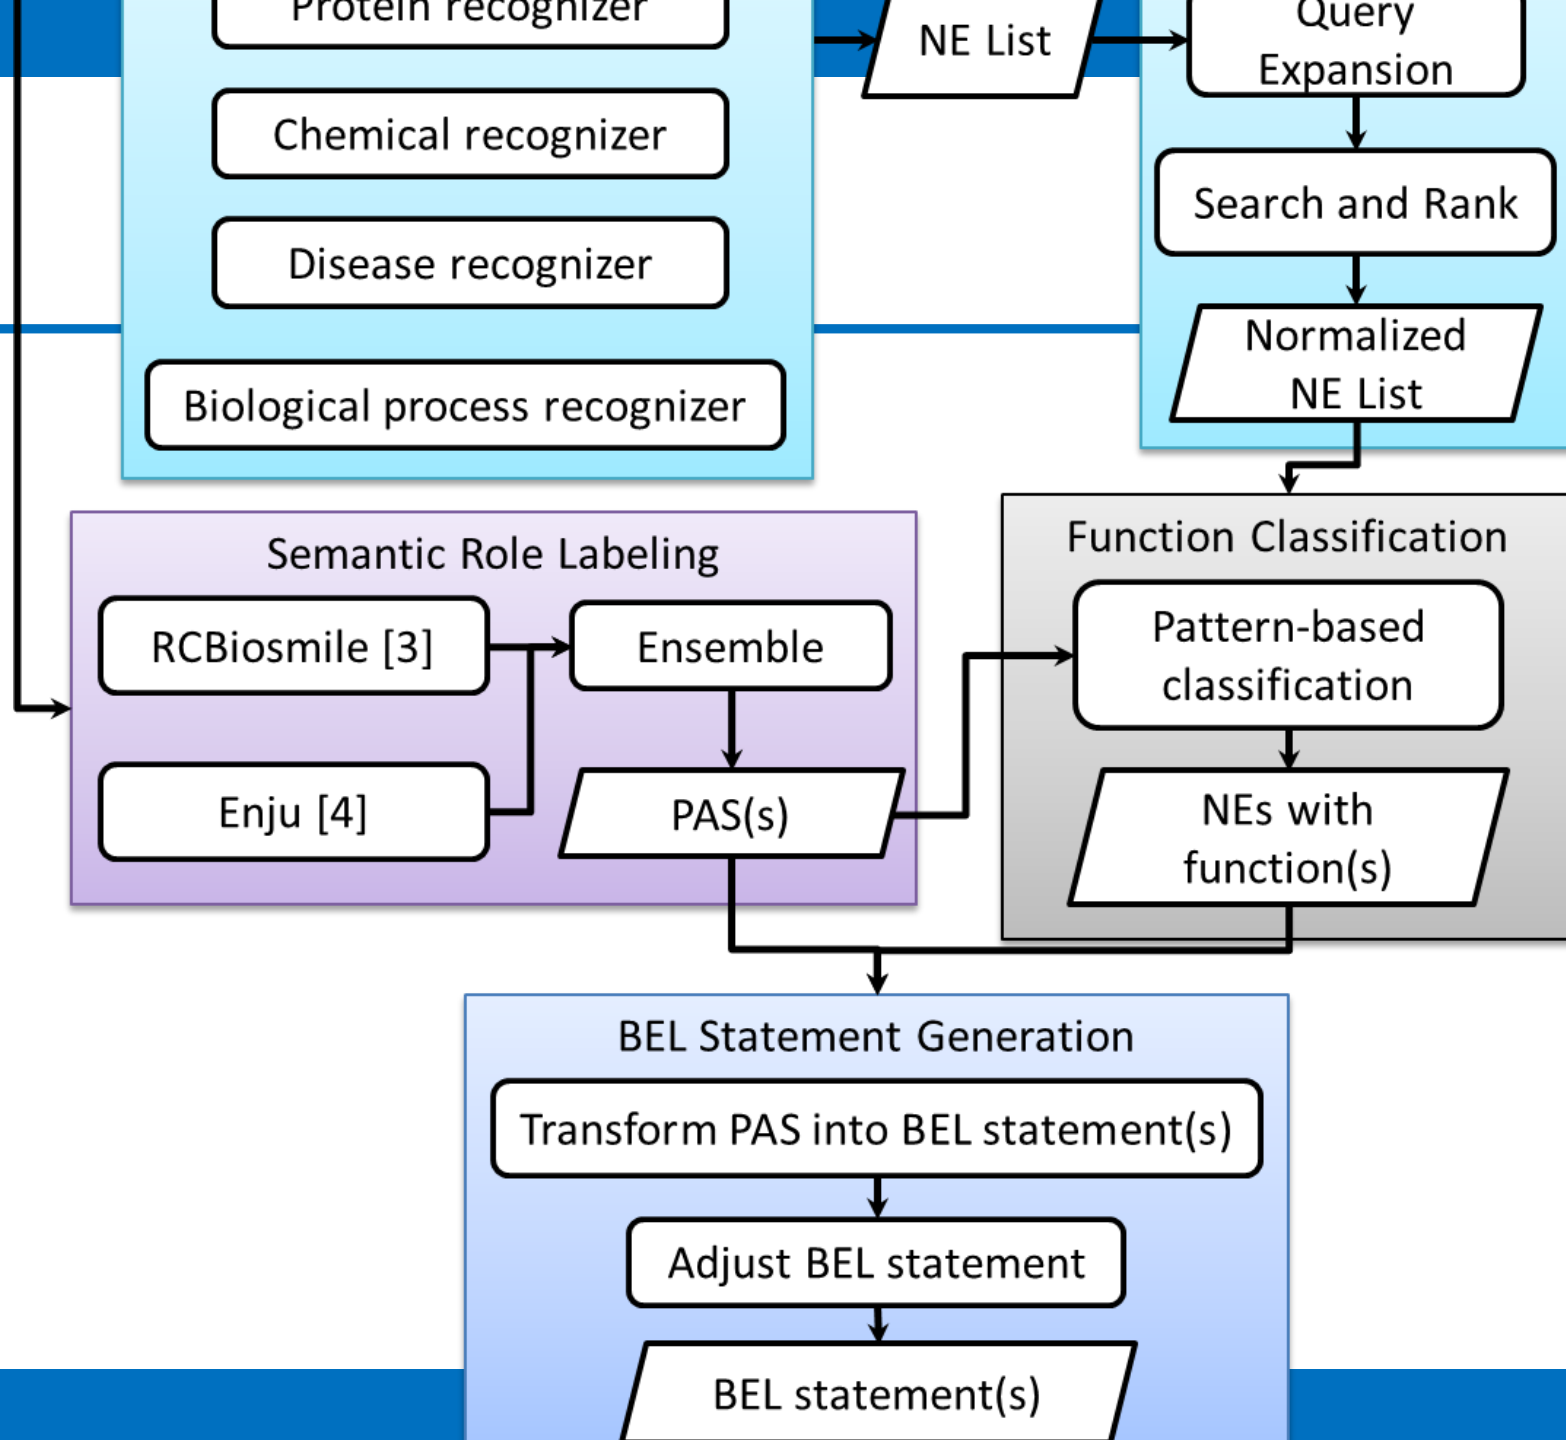 Protein recognizer
Chemical recognizer
Disease recognizer
Biological process recognizer
NE List
Query
Expansion
Search and Rank
Normalized
NE List
Semantic Role Labeling
RCBiosmile [3]
Enju [4]
Ensemble
PAS(s)
Function Classification
Pattern-based
classification
NEs with
function(s)
BEL Statement Generation
Transform PAS into BEL statement(s)
Adjust BEL statement
BEL statement(s)